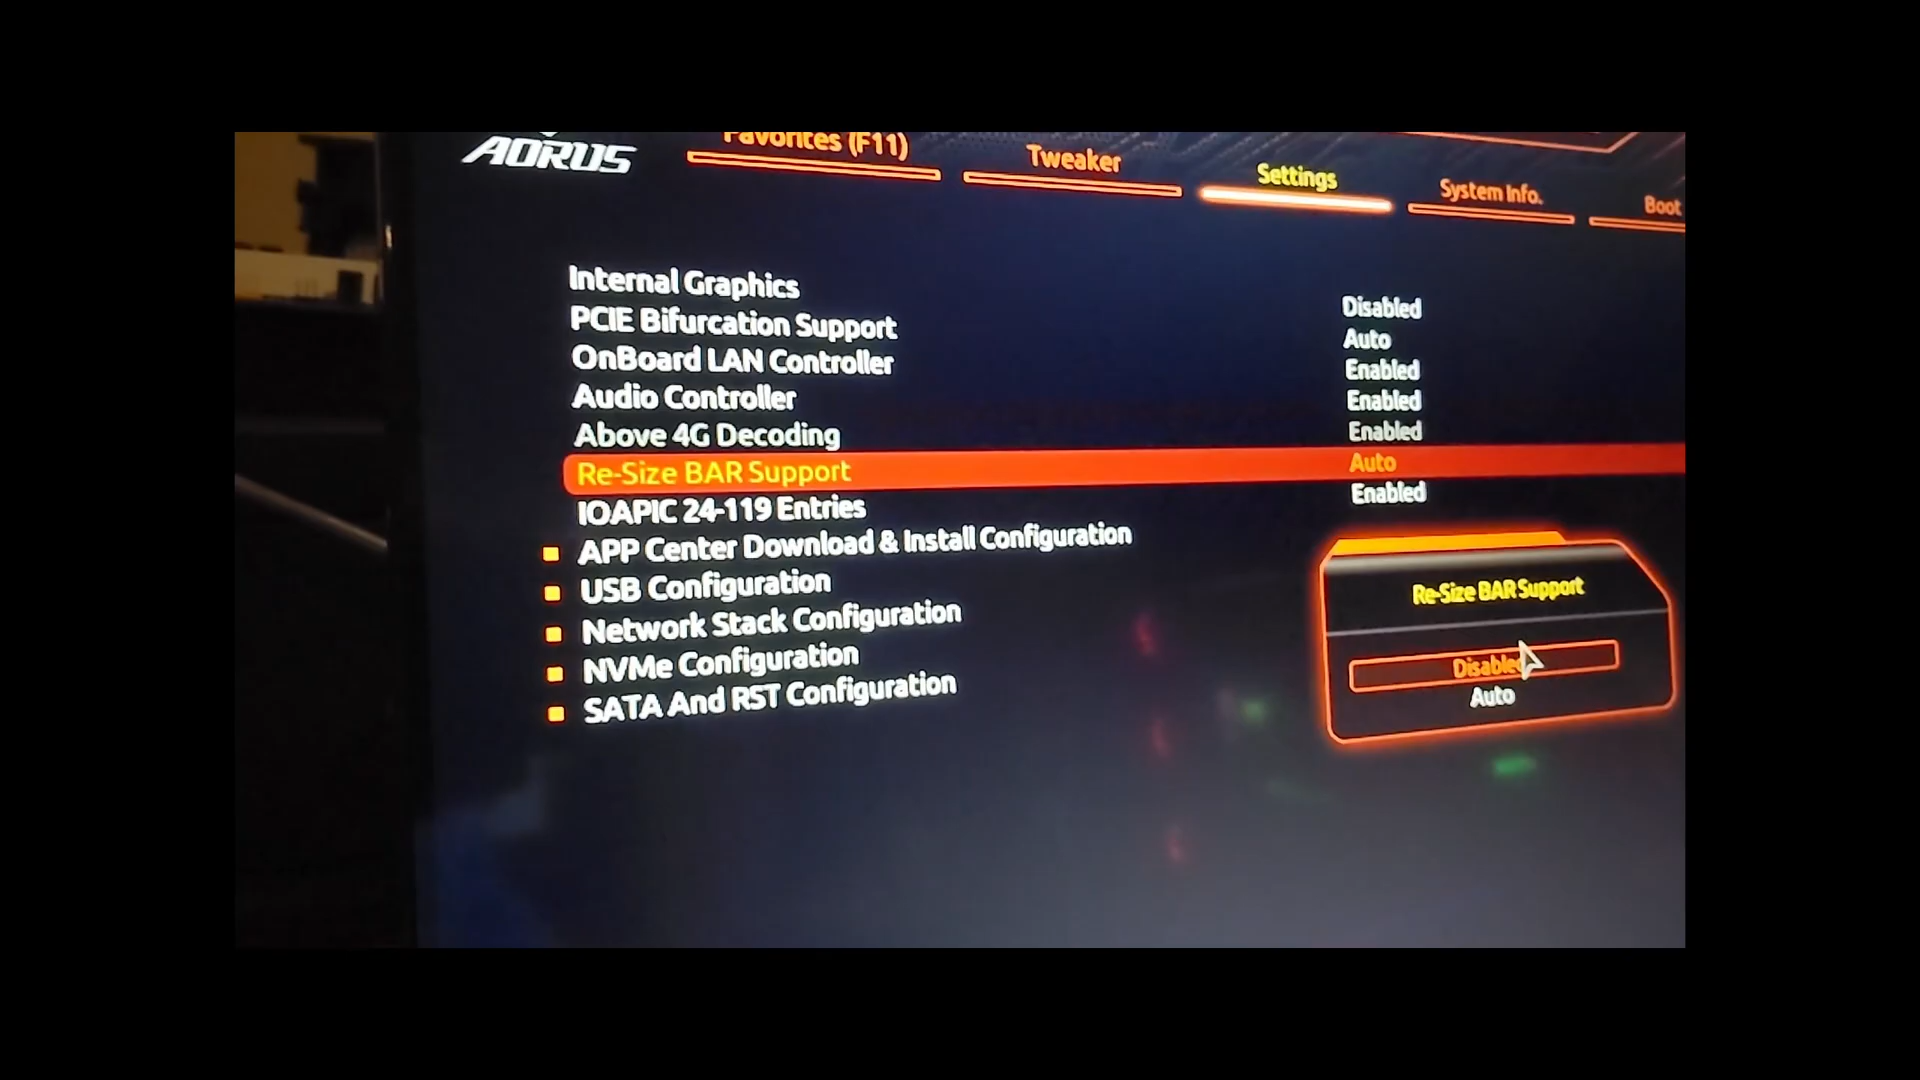 AORUS
Favorites (F11)
Tweaker
Settings
System Info.
Boot
Internal Graphics Disabled
PCIE Bifurcation Support Auto
OnBoard LAN Controller Enabled
Audio Controller Enabled
Above 4G Decoding Enabled
Re-Size BAR Support Auto
IOAPIC 24-119 Entries Enabled
APP Center Download & Install Configuration
USB Configuration
Network Stack Configuration
NVMe Configuration
SATA And RST Configuration
Re-Size BAR Support
Disabled
Auto